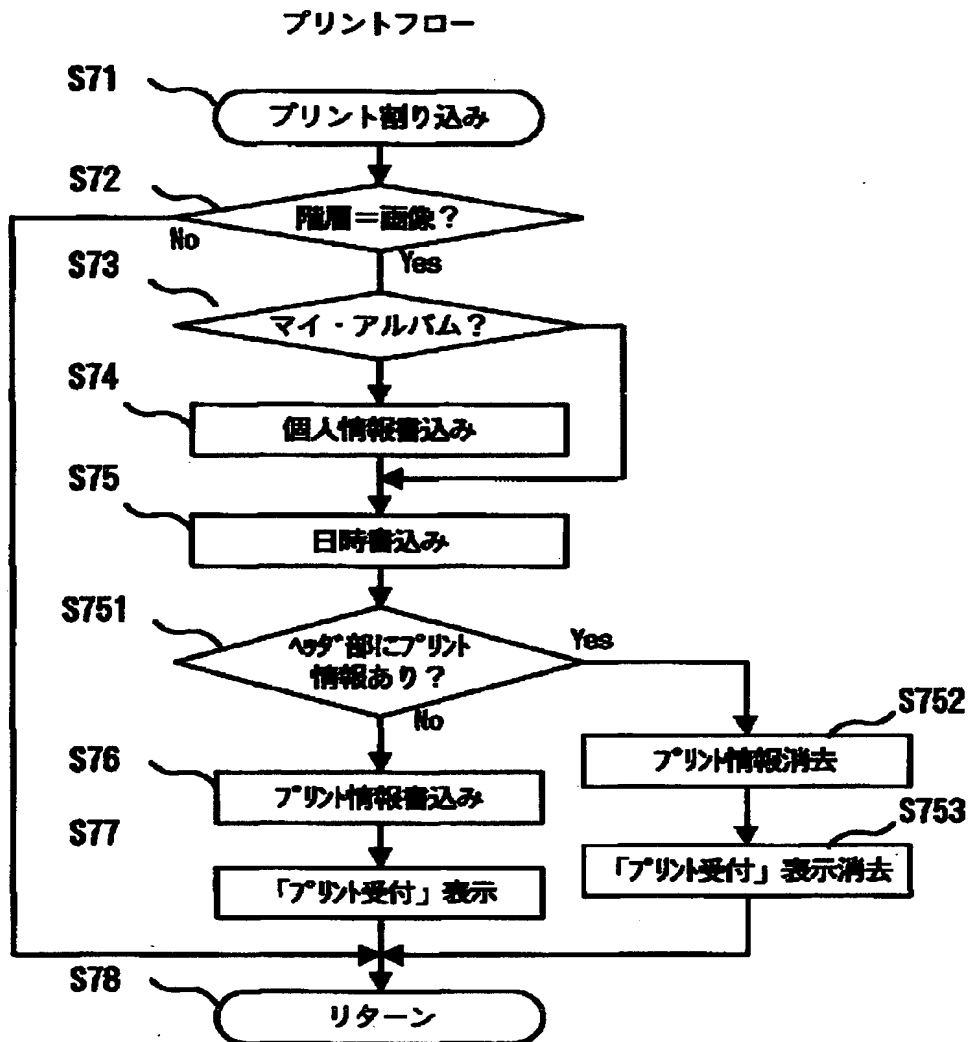 プリントフロー
S71
プリント割り込み
S72
階層＝画像？
No
Yes
S73
マイ・アルバム？
S74
個人情報書込み
S75
日時書込み
S751
ﾍｯﾀﾞ部にﾌﾟﾘﾝﾄ
情報あり？
Yes
No
S752
ﾌﾟﾘﾝﾄ情報消去
S76
ﾌﾟﾘﾝﾄ情報書込み
S753
「ﾌﾟﾘﾝﾄ受付」表示消去
S77
「ﾌﾟﾘﾝﾄ受付」表示
S78
リターン